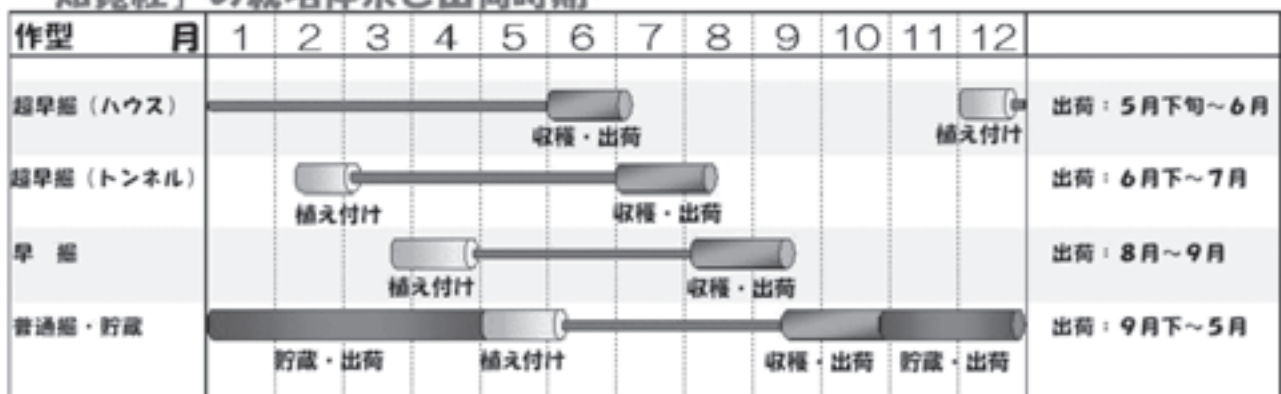 作型 月 1 2 3 4 5 6 7 8 9 10 11 12
超早掘（ハウス） 出荷：5月下旬～6月
収穫・出荷 植え付け
超早掘（トンネル） 出荷：6月下～7月
植え付け 収穫・出荷
早 掘 出荷：8月～9月
植え付け 収穫・出荷
普通掘・貯蔵 出荷：9月下～5月
貯蔵・出荷 植え付け 収穫・出荷 貯蔵・出荷